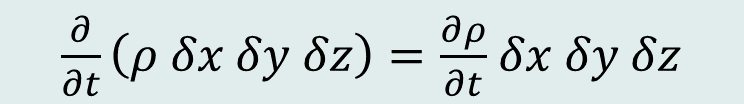 ∂/∂t (ρ δx δy δz) = ∂ρ/∂t δx δy δz